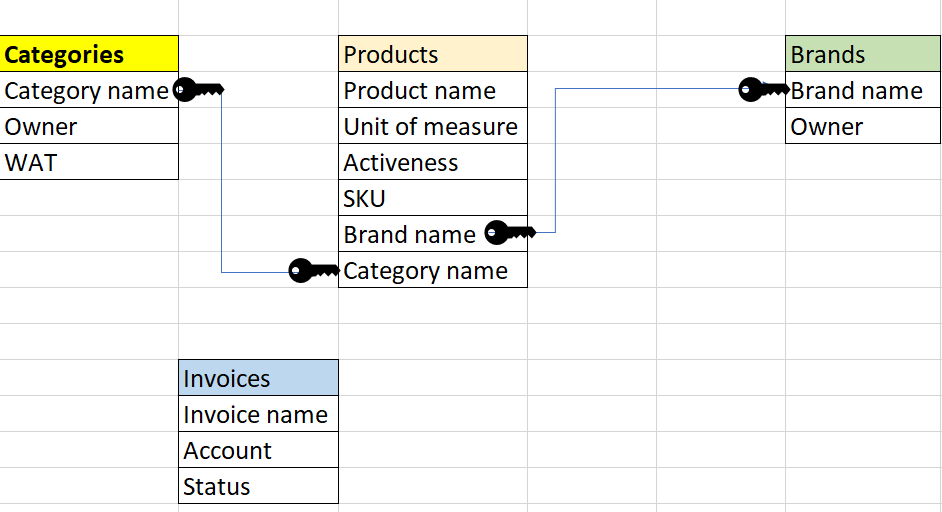 Categories
Category name
Owner
WAT
Products
Product name
Unit of measure
Activeness
SKU
Brand name
Category name
Brands
Brand name
Owner
Invoices
Invoice name
Account
Status